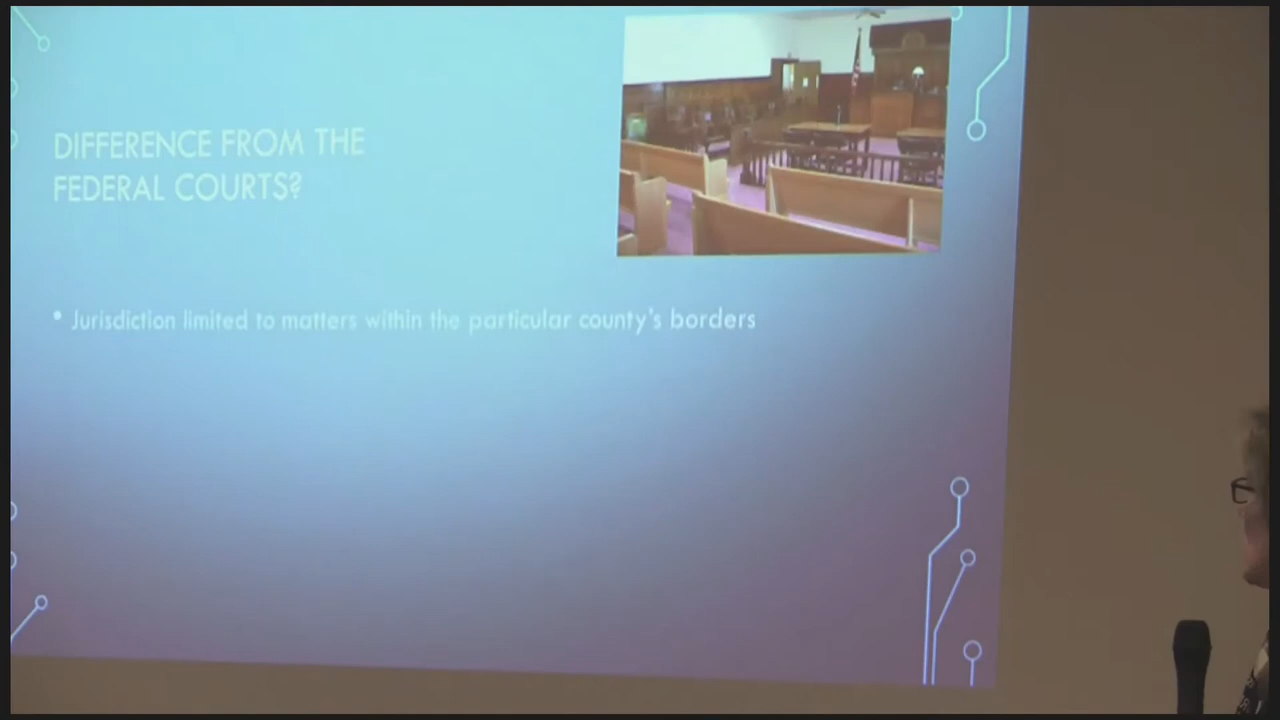 DIFFERENCE FROM THE
FEDERAL COURTS?
• Jurisdiction limited to matters within the particular county's borders